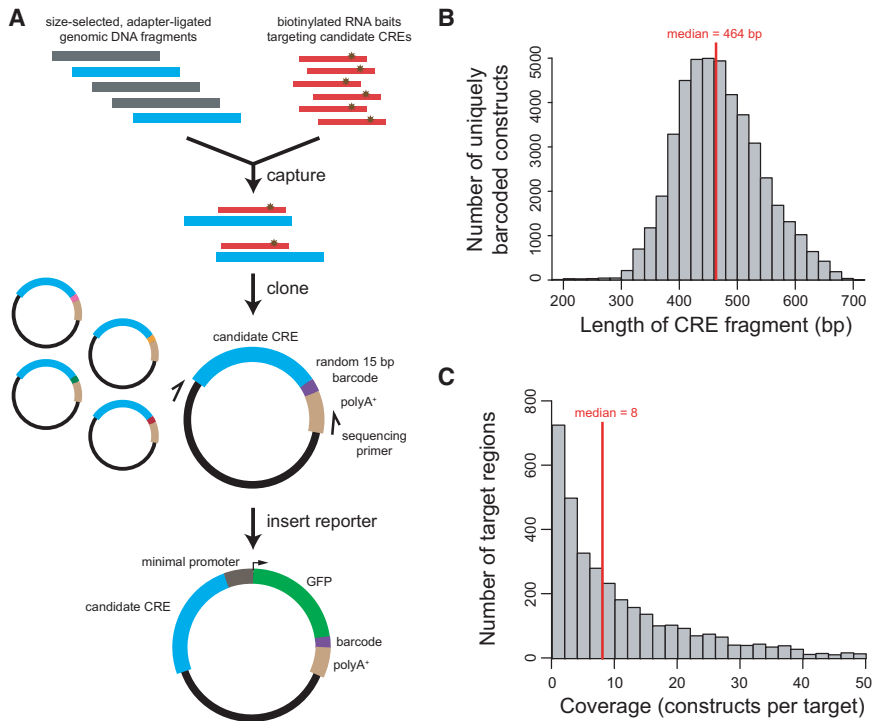 A
size-selected, adapter-ligated
genomic DNA fragments
biotinylated RNA baits
targeting candidate CREs
capture
clone
candidate CRE
random 15 bp
barcode
polyA+
sequencing
primer
insert reporter
minimal promoter
GFP
candidate CRE
barcode
polyA+
B
median = 464 bp
Number of uniquely
barcoded constructs
5000
4000
3000
2000
1000
0
200
300
400
500
600
700
Length of CRE fragment (bp)
C
median = 8
Number of target regions
800
600
400
200
0
0
10
20
30
40
50
Coverage (constructs per target)